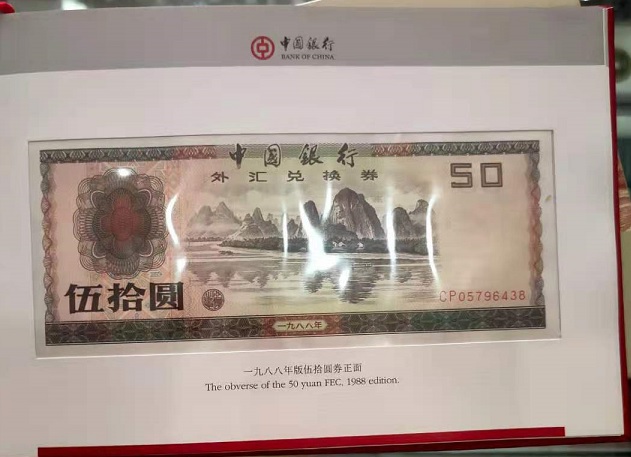 中国银行
BANK OF CHINA
中国银行
外汇兑换券
50
伍拾圆
CP05796438
一九八八年
一九八八年版伍拾圆券正面
The obverse of the 50 yuan FEC, 1988 edition.